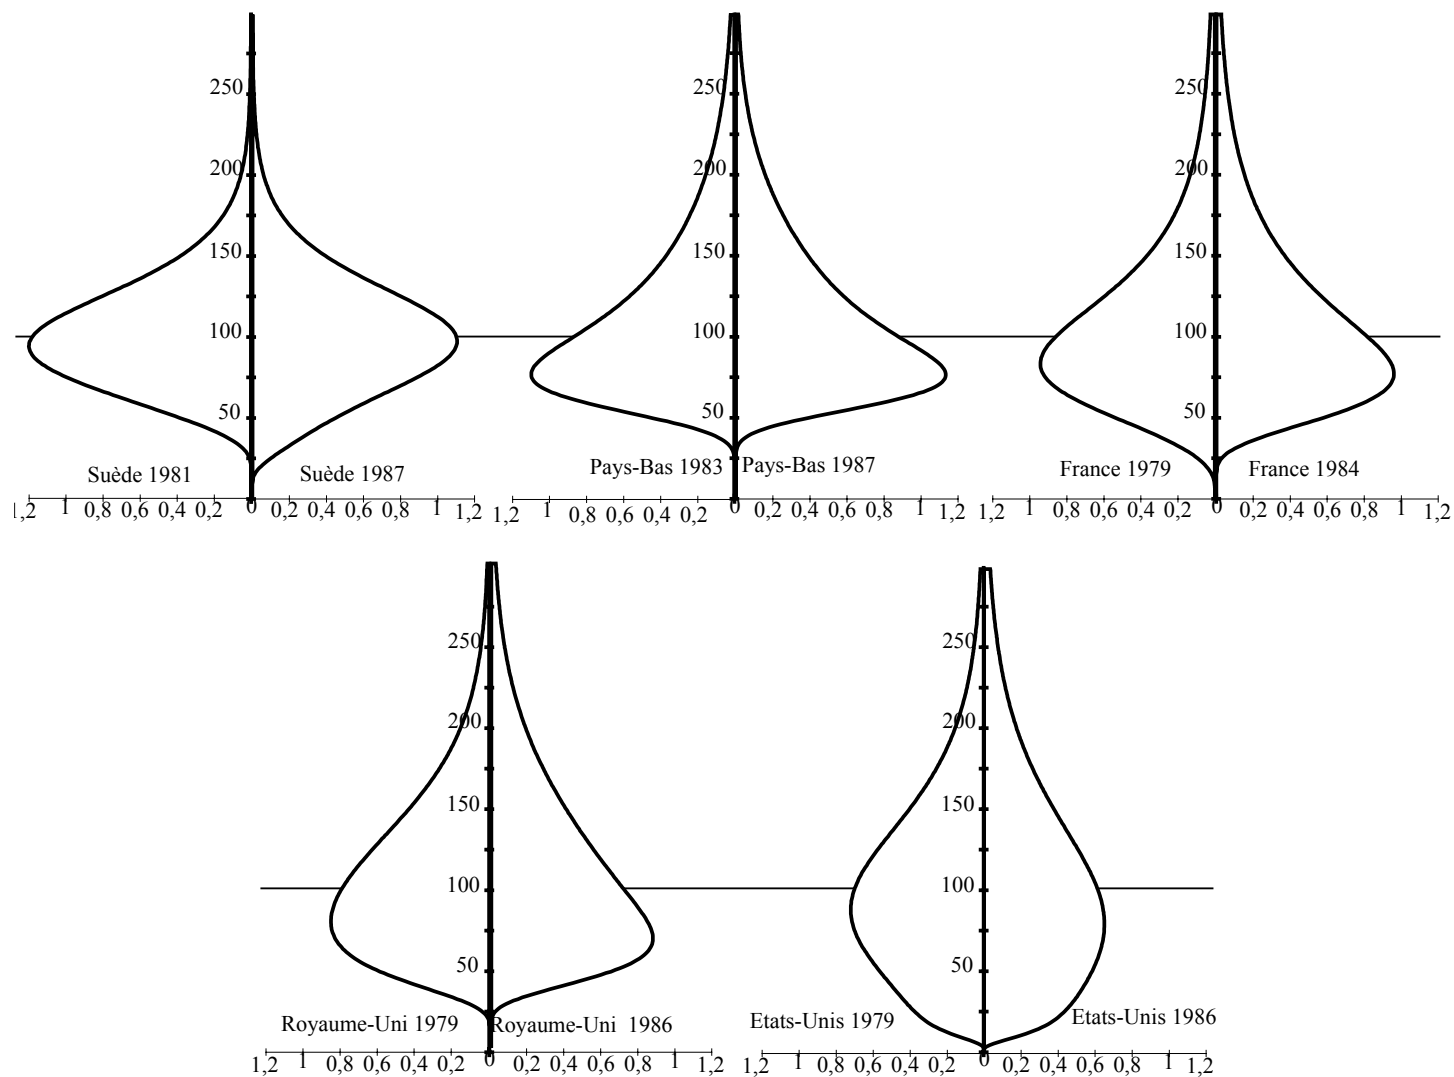 250 250 250
200 200 200
150 150 150
100 100 100
50 50 50
Suède 1981 Suède 1987 Pays-Bas 1983 Pays-Bas 1987 France 1979 France 1984
1,2 1 0,8 0,6 0,4 0,2 0 0,2 0,4 0,6 0,8 1 1,2 1,2 1 0,8 0,6 0,4 0,2 0 0,2 0,4 0,6 0,8 1 1,2 1,2 1 0,8 0,6 0,4 0,2 0 0,2 0,4 0,6 0,8 1 1,2
250 250
200 200
150 150
100 100
50 50
Royaume-Uni 1979 Royaume-Uni 1986 Etats-Unis 1979 Etats-Unis 1986
1,2 1 0,8 0,6 0,4 0,2 0 0,2 0,4 0,6 0,8 1 1,2 1,2 1 0,8 0,6 0,4 0,2 0 0,2 0,4 0,6 0,8 1 1,2